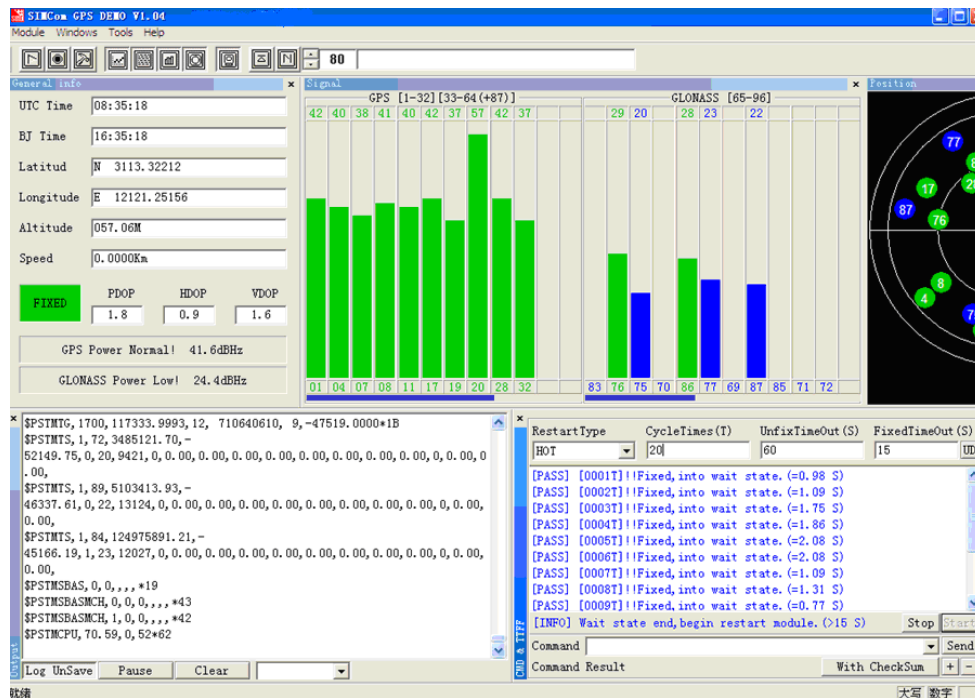 SIMCom GPS DEMO V1.04
Module Windows Tools Help
80
General info
UTC Time 08:35:18
BJ Time 16:35:18
Latitud N 3113.32212
Longitude E 12121.25156
Altitude 057.06M
Speed 0.0000Km
FIXED
PDOP HDOP VDOP
1.8 0.9 1.6
GPS Power Normal! 41.6dBHz
GLONASS Power Low! 24.4dBHz
Signal
GPS [1-32][33-64(+87)] GLONASS [65-96]
42 40 38 41 40 42 37 57 42 37 29 20 28 23 22
01 04 07 08 11 17 19 20 28 32 83 76 75 70 86 77 69 87 85 71 72
Position
77
17
87
76
8
4
$PSTMTG,1700,117333.9993,12, 710640610, 9,-47519.0000*1B
$PSTMTS,1,72,3485121.70,-
52149.75,0,20,9421,0,0.00,0.00,0.00,0.00,0.00,0.00,0.00,0.00,0
.00,
$PSTMTS,1,89,5103413.93,-
46337.61,0,22,13124,0,0.00,0.00,0.00,0.00,0.00,0.00,0.00,0.00,
0.00,
$PSTMTS,1,84,124975891.21,-
45166.19,1,23,12027,0,0.00,0.00,0.00,0.00,0.00,0.00,0.00,0.00,
0.00,
$PSTMSBAS,0,0,,,,*19
$PSTMSBASMCH,0,0,0,,,,*43
$PSTMSBASMCH,1,0,0,,,,*42
$PSTMCPU,70.59,0,52*62
Output
Log UnSave Pause Clear
RestartType CycleTimes(T) UnfixTimeOut(S) FixedTimeOut(S)
HOT 20 60 15 UD
[PASS] [0001T]!!Fixed,into wait state.(=0.98 S)
[PASS] [0002T]!!Fixed,into wait state.(=1.09 S)
[PASS] [0003T]!!Fixed,into wait state.(=1.75 S)
[PASS] [0004T]!!Fixed,into wait state.(=1.86 S)
[PASS] [0005T]!!Fixed,into wait state.(=2.08 S)
[PASS] [0006T]!!Fixed,into wait state.(=2.08 S)
[PASS] [0007T]!!Fixed,into wait state.(=1.09 S)
[PASS] [0008T]!!Fixed,into wait state.(=1.31 S)
[PASS] [0009T]!!Fixed,into wait state.(=0.77 S)
[INFO] Wait state end,begin restart module.(>15 S) Stop Start
CMD & TTFF
Command Send
Command Result With CheckSum + -
就绪 大写 数字